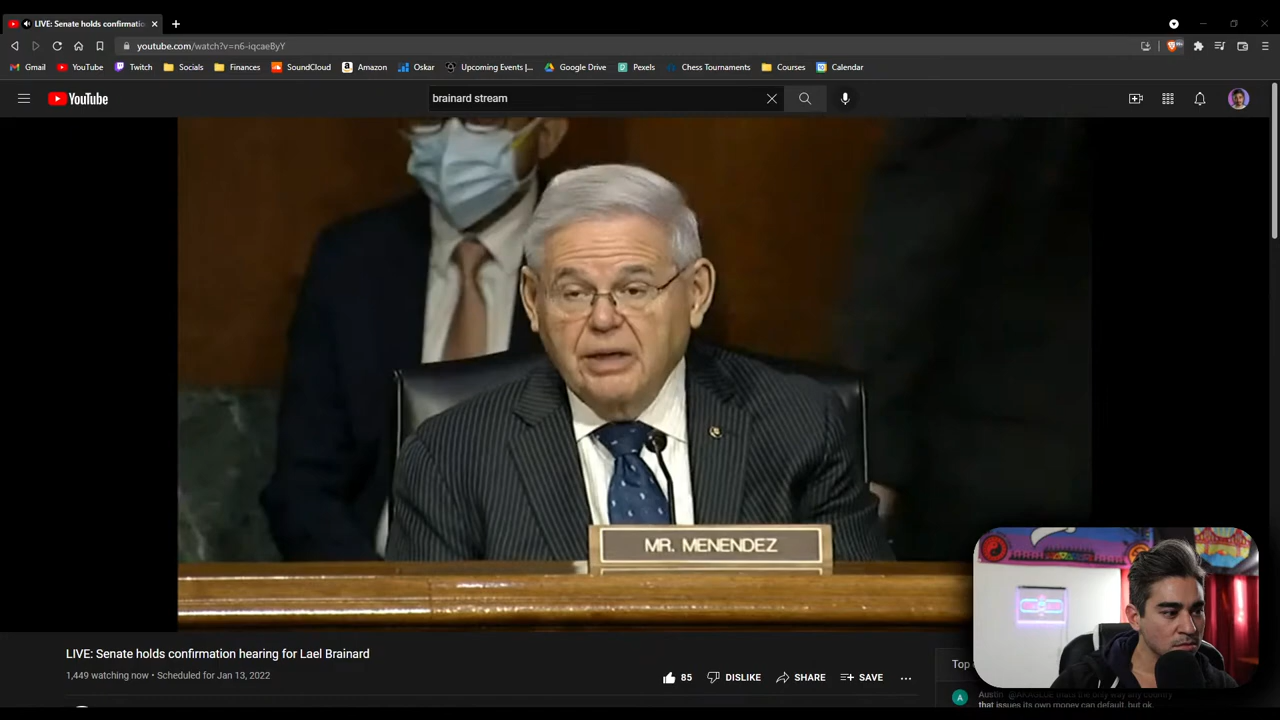 LIVE: Senate holds confirmatio
youtube.com/watch?v=n6-iqcaeByY
Gmail YouTube Twitch Socials Finances SoundCloud Amazon Oskar Upcoming Events |... Google Drive Pexels Chess Tournaments Courses Calendar
YouTube
brainard stream
MR. MENENDEZ
LIVE: Senate holds confirmation hearing for Lael Brainard
1,449 watching now • Scheduled for Jan 13, 2022
85 DISLIKE SHARE SAVE
Top
A Austin
that issues its own money can default, but ok.